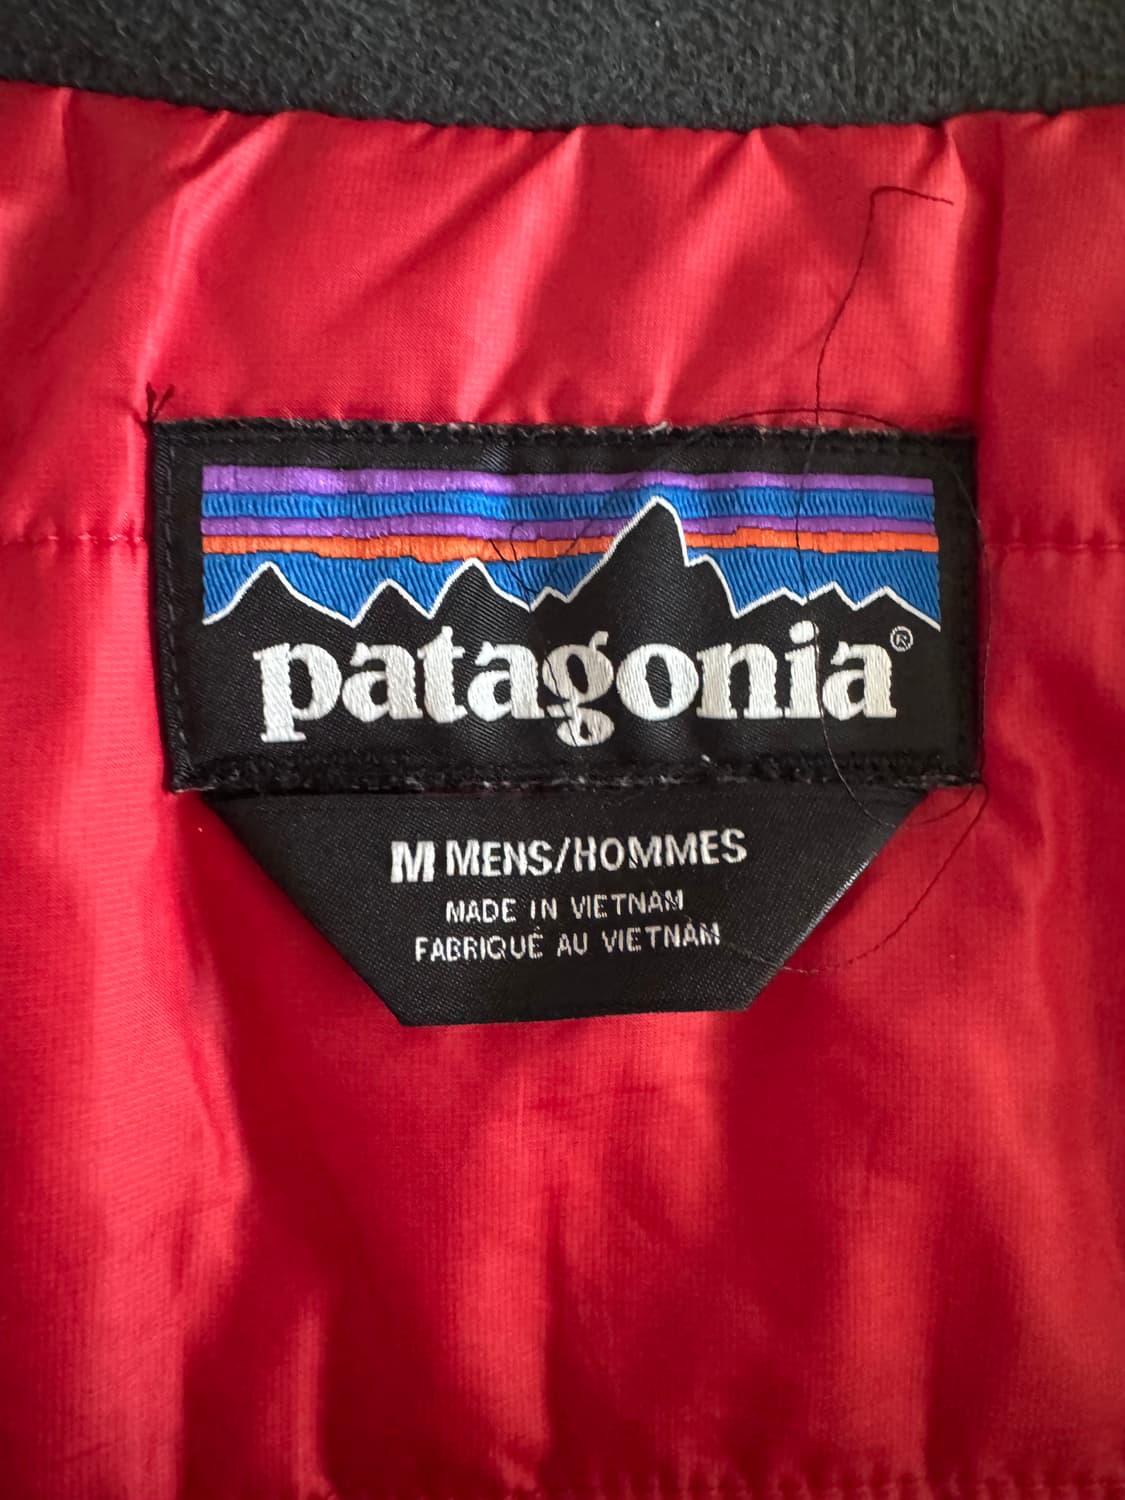 patagonia®
M MENS/HOMMES
MADE IN VIETNAM
FABRIQUÉ AU VIETNAM